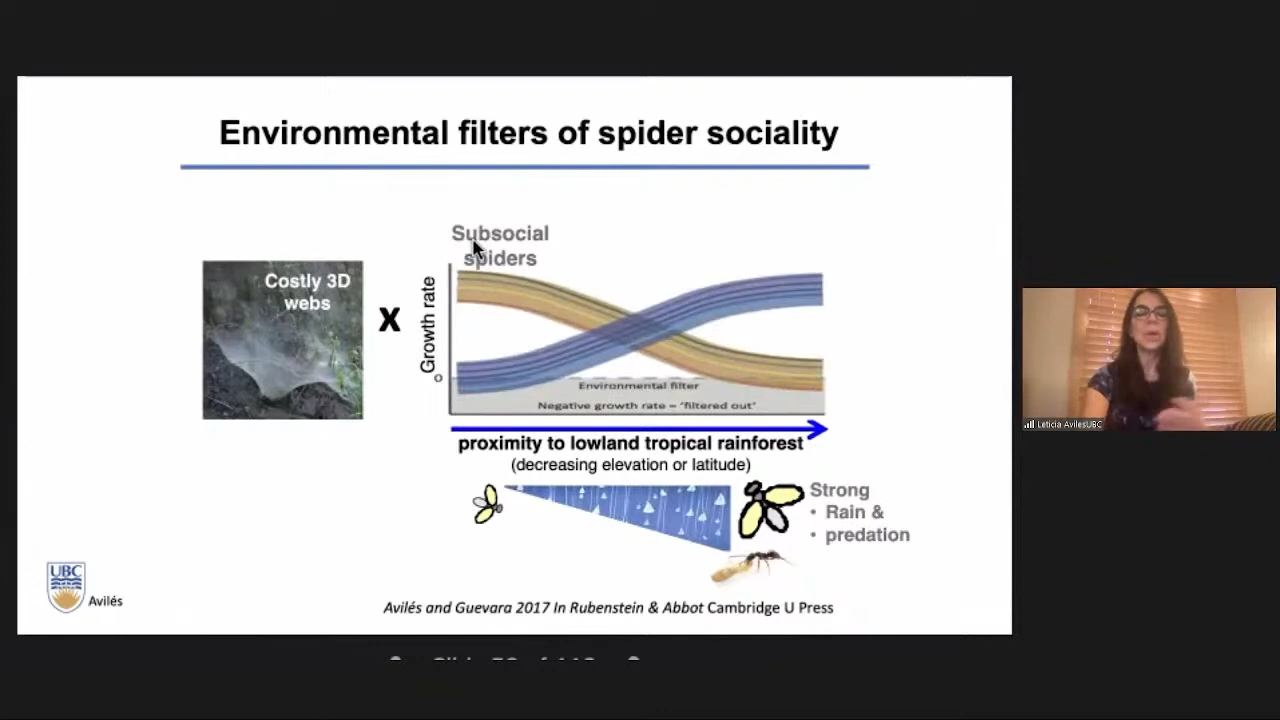 Environmental filters of spider sociality
Subsocial
spiders
Costly 3D
webs
x
Growth rate
0
Environmental filter
Negative growth rate – "filtered out"
proximity to lowland tropical rainforest
(decreasing elevation or latitude)
Strong
• Rain &
• predation
UBC
Avilés
Avilés and Guevara 2017 In Rubenstein & Abbot Cambridge U Press
Leticia AvilesUBC